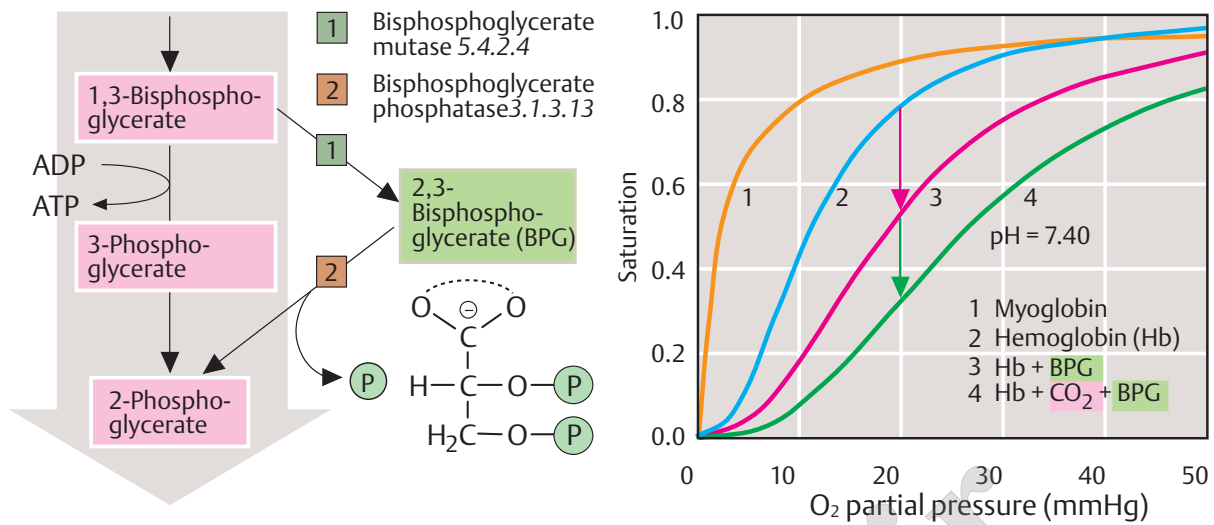 1
Bisphosphoglycerate
mutase 5.4.2.4
2
Bisphosphoglycerate
phosphatase3.1.3.13
1,3-Bisphospho-
glycerate
1
ADP
ATP
2,3-
Bisphospho-
glycerate (BPG)
3-Phospho-
glycerate
2
O O
⊖
C
P
H–C–O–P
2-Phospho-
glycerate
H2C–O–P
Saturation
1.0
0.8
0.6
0.4
0.2
0.0
1 2 3 4
pH = 7.40
1 Myoglobin
2 Hemoglobin (Hb)
3 Hb + BPG
4 Hb + CO2 + BPG
0 10 20 30 40 50
O2 partial pressure (mmHg)